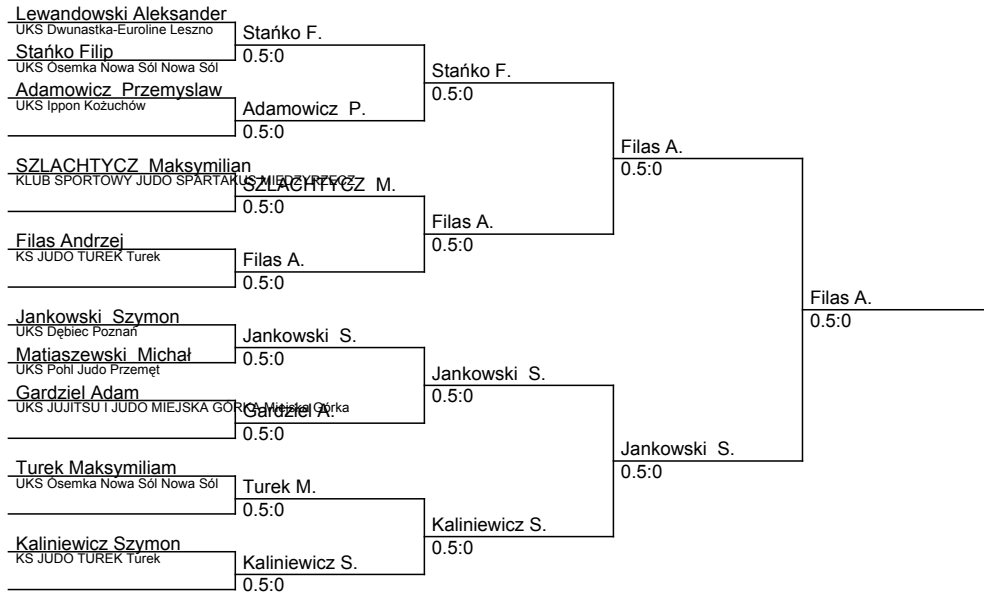 Lewandowski Aleksander
UKS Dwunastka-Euroline Leszno
Stańko Filip
UKS Ósemka Nowa Sól Nowa Sól
Adamowicz  Przemyslaw
UKS Ippon Kożuchów
SZLACHTYCZ  Maksymilian
KLUB SPORTOWY JUDO SPARTAKUS MIĘDZYRZECZ
Filas Andrzej
KS JUDO TUREK Turek
Jankowski  Szymon
UKS Dębiec Poznań
Matiaszewski  Michał
UKS Pohl Judo Przemęt
Gardziel Adam
UKS JUJITSU I JUDO MIEJSKA GÓRKA Miejska Górka
Turek Maksymiliam
UKS Ósemka Nowa Sól Nowa Sól
Kaliniewicz Szymon
KS JUDO TUREK Turek
Stańko F.
0.5:0
Adamowicz  P.
0.5:0
SZLACHTYCZ  M.
0.5:0
Filas A.
0.5:0
Jankowski  S.
0.5:0
Gardziel A.
0.5:0
Turek M.
0.5:0
Kaliniewicz S.
0.5:0
Stańko F.
0.5:0
Filas A.
0.5:0
Jankowski  S.
0.5:0
Kaliniewicz S.
0.5:0
Filas A.
0.5:0
Jankowski  S.
0.5:0
Filas A.
0.5:0